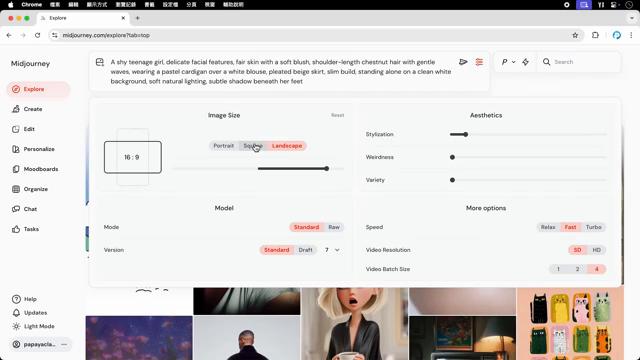 Chrome 檔案 編輯 顯示方式 瀏覽記錄 書籤 設定檔 分頁 視窗 輔助說明
Explore
midjourney.com/explore?tab=top
Midjourney
A shy teenage girl, delicate facial features, fair skin with a soft blush, shoulder-length chestnut hair with gentle
waves, wearing a pastel cardigan over a white blouse, pleated beige skirt, slim build, standing alone on a clean white
background, soft natural lighting, subtle shadow beneath her feet
P
Search
Explore
Create
Edit
Personalize
Moodboards
Organize
Chat
Tasks
Help
Updates
Light Mode
papayacla...
Image Size
Reset
16 : 9
Portrait Square Landscape
Aesthetics
Stylization
Weirdness
Variety
Model
Mode Standard Raw
Version Standard Draft 7
More options
Speed Relax Fast Turbo
Video Resolution SD HD
Video Batch Size 1 2 4